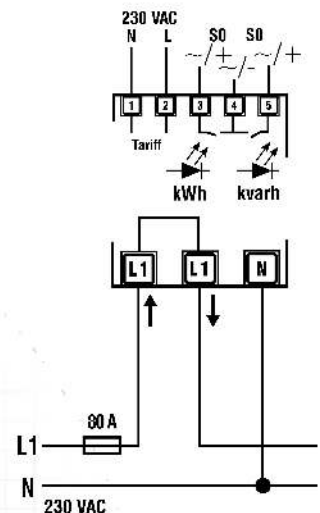 230 VAC
N L S0 S0
~/+ ~/- ~/+
1 2 3 4 5
Tariff
kWh kvarh
L1 L1 N
80 A
L1
N
230 VAC